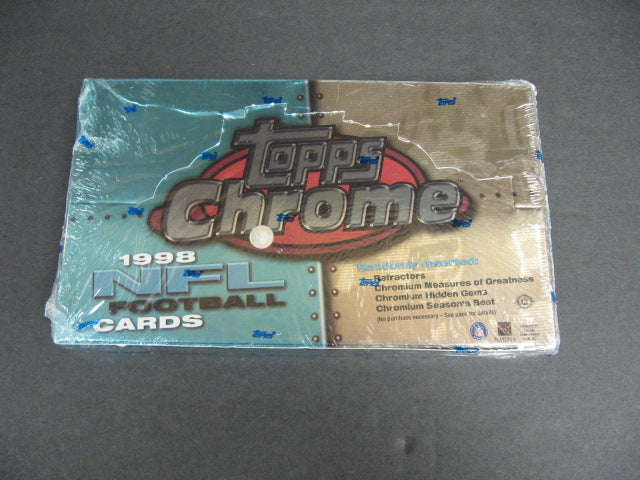 Topps
Chrome
1998
NFL
FOOTBALL
CARDS
Randomly Inserted:
Refractors
Chromium Measures of Greatness
Chromium Hidden Gems
Chromium Season's Best
(No purchase necessary - See pack for details)
PLAYERS